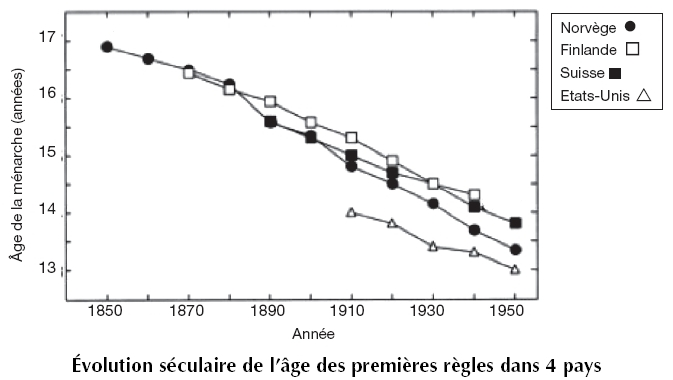 17
16
15
14
13
Âge de la ménarche (années)
1850 1870 1890 1910 1930 1950
Année
Norvège
Finlande
Suisse
Etats-Unis
Évolution séculaire de l'âge des premières règles dans 4 pays